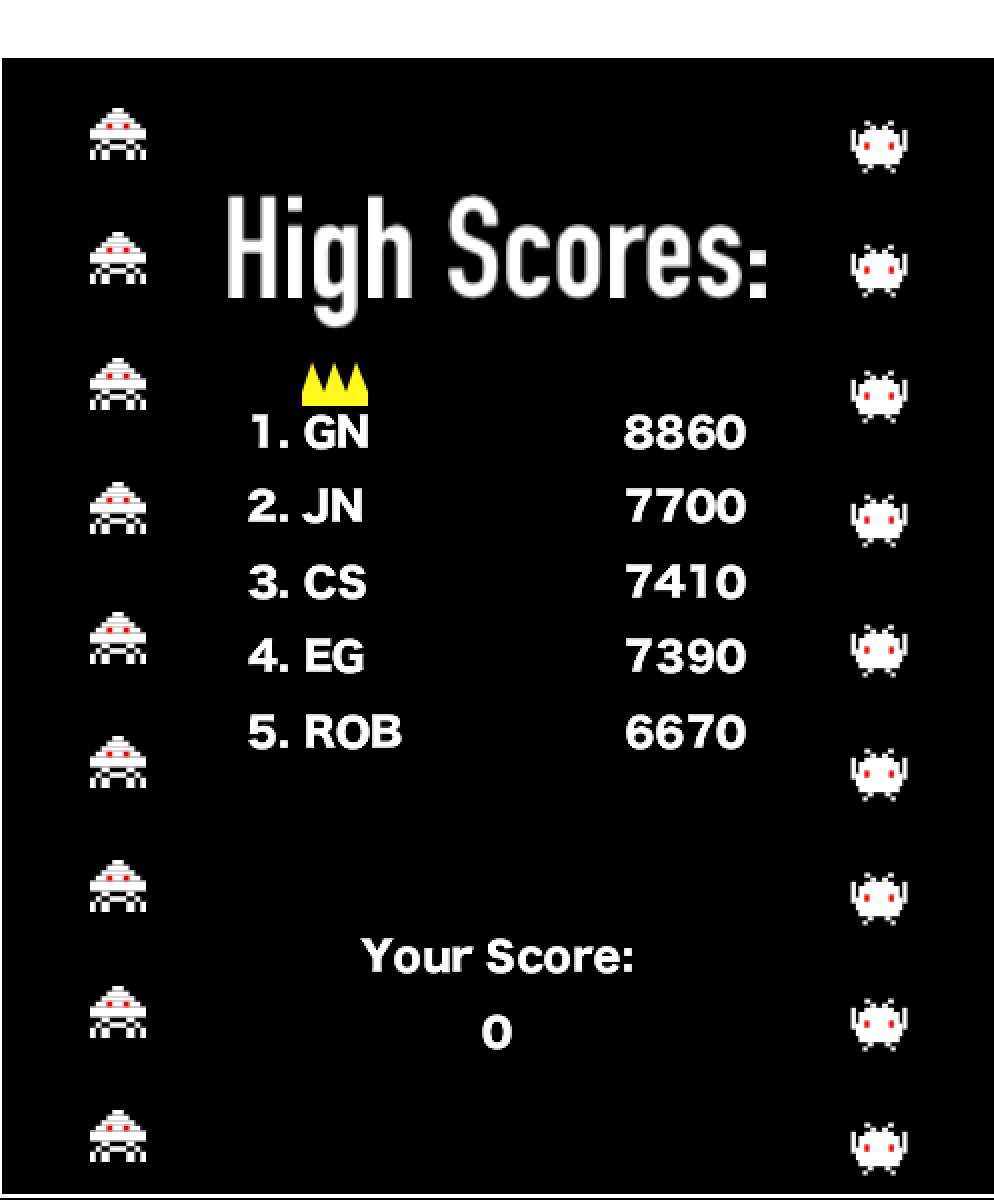 High Scores:
1. GN 8860
2. JN 7700
3. CS 7410
4. EG 7390
5. ROB 6670
Your Score:
0